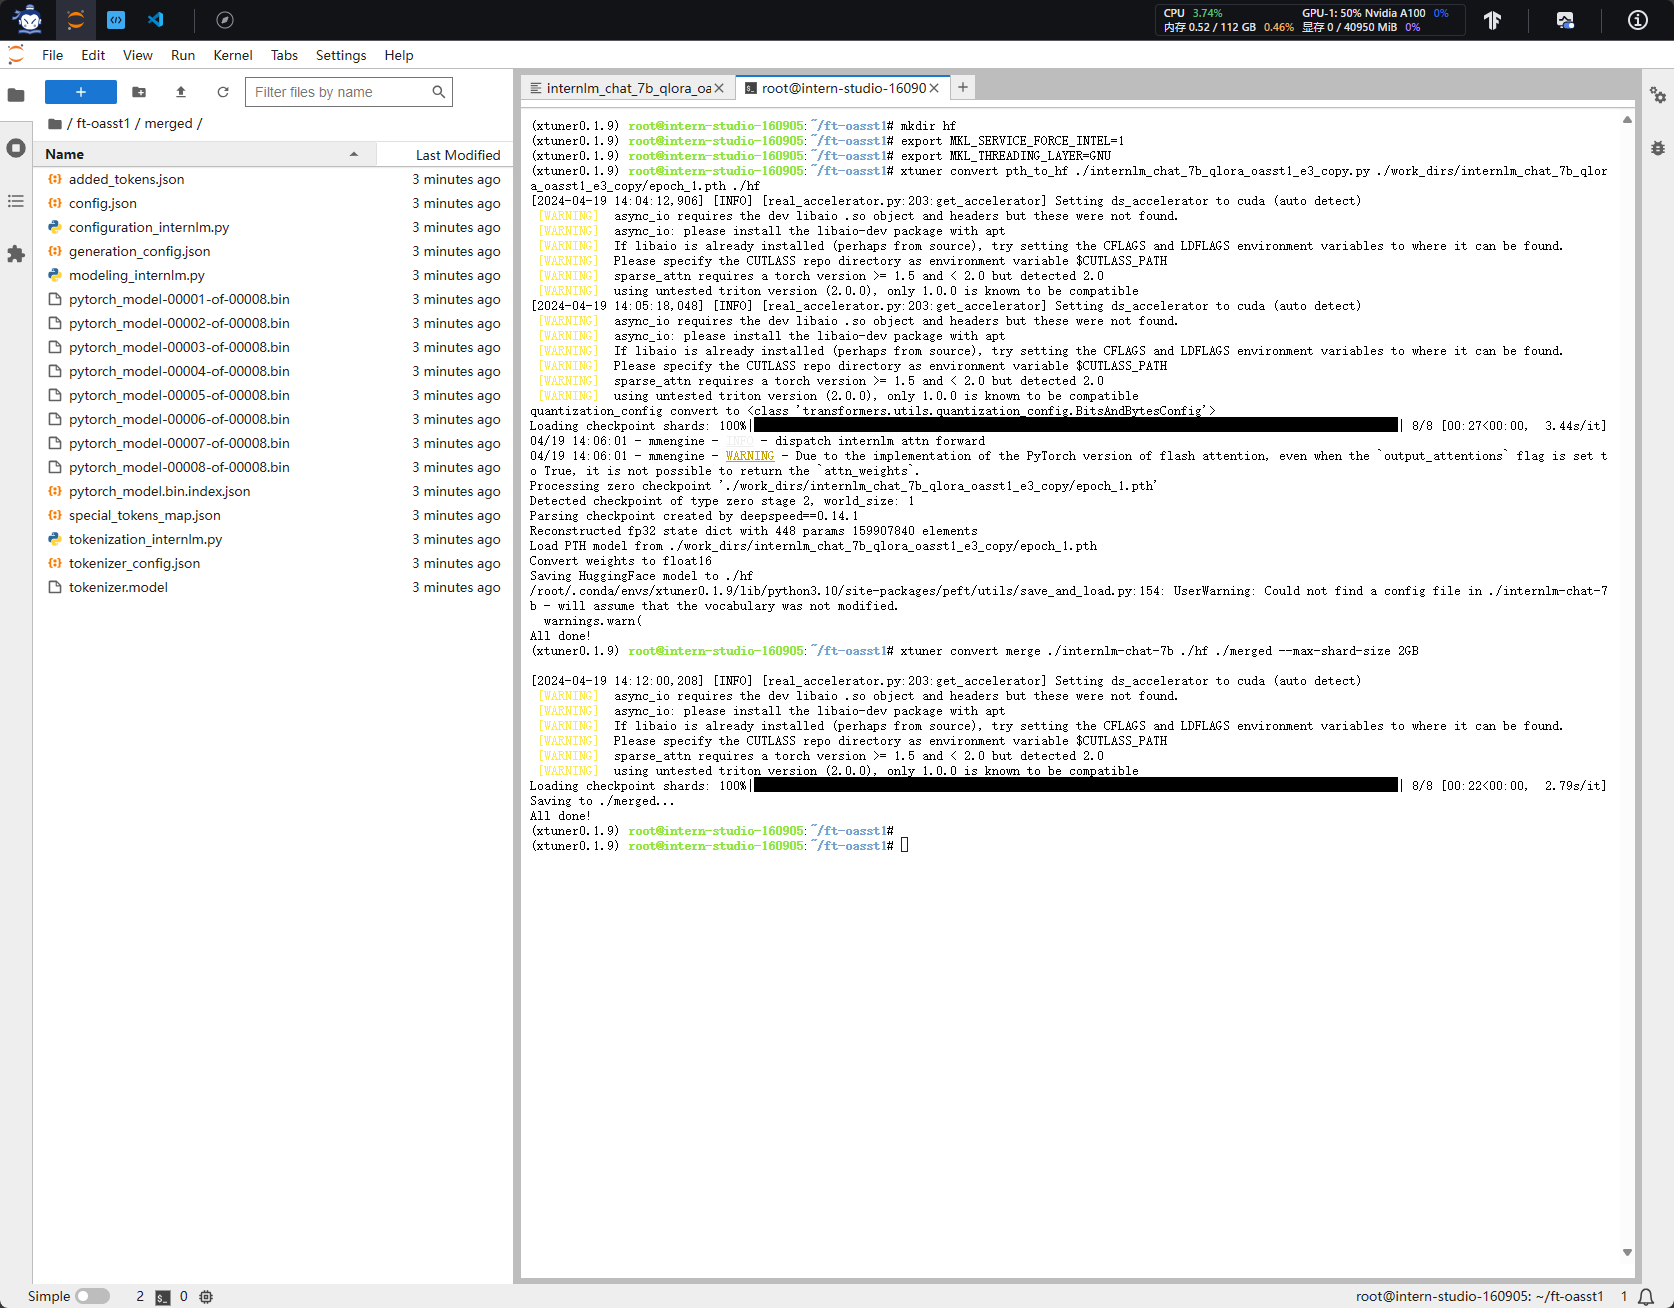 CPU 3.74% GPU-1: 50% Nvidia A100 0%
内存 0.52 / 112 GB 0.46% 显存 0 / 40950 MiB 0%
File Edit View Run Kernel Tabs Settings Help
+
Filter files by name
/ ft-oasst1 / merged /
Name Last Modified
added_tokens.json 3 minutes ago
config.json 3 minutes ago
configuration_internlm.py 3 minutes ago
generation_config.json 3 minutes ago
modeling_internlm.py 3 minutes ago
pytorch_model-00001-of-00008.bin 3 minutes ago
pytorch_model-00002-of-00008.bin 3 minutes ago
pytorch_model-00003-of-00008.bin 3 minutes ago
pytorch_model-00004-of-00008.bin 3 minutes ago
pytorch_model-00005-of-00008.bin 3 minutes ago
pytorch_model-00006-of-00008.bin 3 minutes ago
pytorch_model-00007-of-00008.bin 3 minutes ago
pytorch_model-00008-of-00008.bin 3 minutes ago
pytorch_model.bin.index.json 3 minutes ago
special_tokens_map.json 3 minutes ago
tokenization_internlm.py 3 minutes ago
tokenizer_config.json 3 minutes ago
tokenizer.model 3 minutes ago
internlm_chat_7b_qlora_oa root@intern-studio-16090
(xtuner0.1.9) root@intern-studio-160905:~/ft-oasst1# mkdir hf
(xtuner0.1.9) root@intern-studio-160905:~/ft-oasst1# export MKL_SERVICE_FORCE_INTEL=1
(xtuner0.1.9) root@intern-studio-160905:~/ft-oasst1# export MKL_THREADING_LAYER=GNU
(xtuner0.1.9) root@intern-studio-160905:~/ft-oasst1# xtuner convert pth_to_hf ./internlm_chat_7b_qlora_oasst1_e3_copy.py ./work_dirs/internlm_chat_7b_qlor
a_oasst1_e3_copy/epoch_1.pth ./hf
[2024-04-19 14:04:12,906] [INFO] [real_accelerator.py:203:get_accelerator] Setting ds_accelerator to cuda (auto detect)
[WARNING] async_io requires the dev libaio .so object and headers but these were not found.
[WARNING] async_io: please install the libaio-dev package with apt
[WARNING] If libaio is already installed (perhaps from source), try setting the CFLAGS and LDFLAGS environment variables to where it can be found.
[WARNING] Please specify the CUTLASS repo directory as environment variable $CUTLASS_PATH
[WARNING] sparse_attn requires a torch version >= 1.5 and < 2.0 but detected 2.0
[WARNING] using untested triton version (2.0.0), only 1.0.0 is known to be compatible
[2024-04-19 14:05:18,048] [INFO] [real_accelerator.py:203:get_accelerator] Setting ds_accelerator to cuda (auto detect)
[WARNING] async_io requires the dev libaio .so object and headers but these were not found.
[WARNING] async_io: please install the libaio-dev package with apt
[WARNING] If libaio is already installed (perhaps from source), try setting the CFLAGS and LDFLAGS environment variables to where it can be found.
[WARNING] Please specify the CUTLASS repo directory as environment variable $CUTLASS_PATH
[WARNING] sparse_attn requires a torch version >= 1.5 and < 2.0 but detected 2.0
[WARNING] using untested triton version (2.0.0), only 1.0.0 is known to be compatible
quantization_config convert to <class 'transformers.utils.quantization_config.BitsAndBytesConfig'>
Loading checkpoint shards: 100%| | 8/8 [00:27<00:00, 3.44s/it]
04/19 14:06:01 - mmengine - INFO - dispatch internlm attn forward
04/19 14:06:01 - mmengine - WARNING - Due to the implementation of the PyTorch version of flash attention, even when the `output_attentions` flag is set t
o True, it is not possible to return the `attn_weights`.
Processing zero checkpoint './work_dirs/internlm_chat_7b_qlora_oasst1_e3_copy/epoch_1.pth'
Detected checkpoint of type zero stage 2, world_size: 1
Parsing checkpoint created by deepspeed==0.14.1
Reconstructed fp32 state dict with 448 params 159907840 elements
Load PTH model from ./work_dirs/internlm_chat_7b_qlora_oasst1_e3_copy/epoch_1.pth
Convert weights to float16
Saving HuggingFace model to ./hf
/root/.conda/envs/xtuner0.1.9/lib/python3.10/site-packages/peft/utils/save_and_load.py:154: UserWarning: Could not find a config file in ./internlm-chat-7
b - will assume that the vocabulary was not modified.
warnings.warn(
All done!
(xtuner0.1.9) root@intern-studio-160905:~/ft-oasst1# xtuner convert merge ./internlm-chat-7b ./hf ./merged --max-shard-size 2GB
[2024-04-19 14:12:00,208] [INFO] [real_accelerator.py:203:get_accelerator] Setting ds_accelerator to cuda (auto detect)
[WARNING] async_io requires the dev libaio .so object and headers but these were not found.
[WARNING] async_io: please install the libaio-dev package with apt
[WARNING] If libaio is already installed (perhaps from source), try setting the CFLAGS and LDFLAGS environment variables to where it can be found.
[WARNING] Please specify the CUTLASS repo directory as environment variable $CUTLASS_PATH
[WARNING] sparse_attn requires a torch version >= 1.5 and < 2.0 but detected 2.0
[WARNING] using untested triton version (2.0.0), only 1.0.0 is known to be compatible
Loading checkpoint shards: 100%| | 8/8 [00:22<00:00, 2.79s/it]
Saving to ./merged...
All done!
(xtuner0.1.9) root@intern-studio-160905:~/ft-oasst1#
(xtuner0.1.9) root@intern-studio-160905:~/ft-oasst1#
Simple 2 0 root@intern-studio-160905: ~/ft-oasst1 1